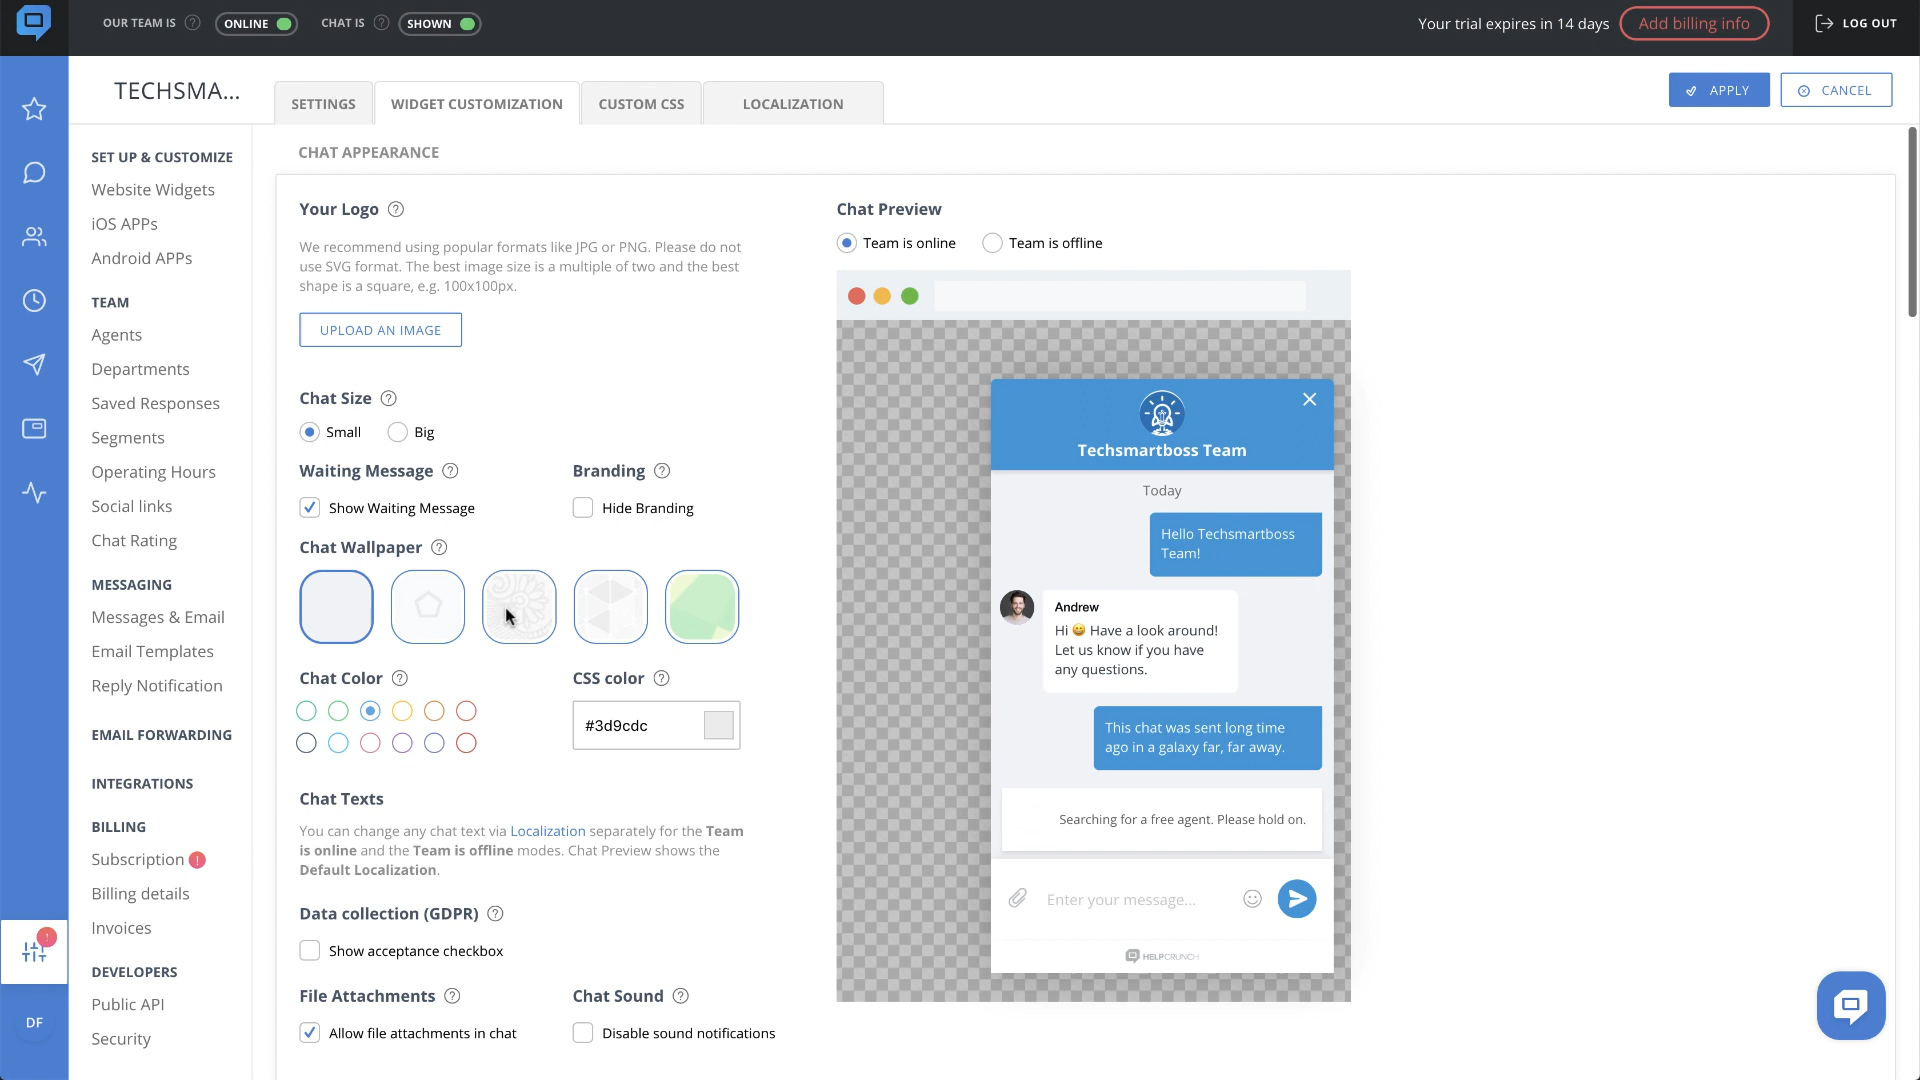 OUR TEAM IS ONLINE CHAT IS SHOWN
Your trial expires in 14 days Add billing info LOG OUT
TECHSMA...
SETTINGS WIDGET CUSTOMIZATION CUSTOM CSS LOCALIZATION
APPLY CANCEL
SET UP & CUSTOMIZE
Website Widgets
iOS APPs
Android APPs
TEAM
Agents
Departments
Saved Responses
Segments
Operating Hours
Social links
Chat Rating
MESSAGING
Messages & Email
Email Templates
Reply Notification
EMAIL FORWARDING
INTEGRATIONS
BILLING
Subscription !
Billing details
Invoices
DEVELOPERS
Public API
Security
!
DF
CHAT APPEARANCE
Your Logo ?
We recommend using popular formats like JPG or PNG. Please do not
use SVG format. The best image size is a multiple of two and the best
shape is a square, e.g. 100x100px.
UPLOAD AN IMAGE
Chat Size ?
Small Big
Waiting Message ? Branding ?
Show Waiting Message Hide Branding
Chat Wallpaper ?
Chat Color ? CSS color ?
#3d9cdc
Chat Texts
You can change any chat text via Localization separately for the Team
is online and the Team is offline modes. Chat Preview shows the
Default Localization.
Data collection (GDPR) ?
Show acceptance checkbox
File Attachments ? Chat Sound ?
Allow file attachments in chat Disable sound notifications
Chat Preview
Team is online Team is offline
Techsmartboss Team
Today
Hello Techsmartboss
Team!
Andrew
Hi 😀 Have a look around!
Let us know if you have
any questions.
This chat was sent long time
ago in a galaxy far, far away.
Searching for a free agent. Please hold on.
Enter your message...
HELPCRUNCH